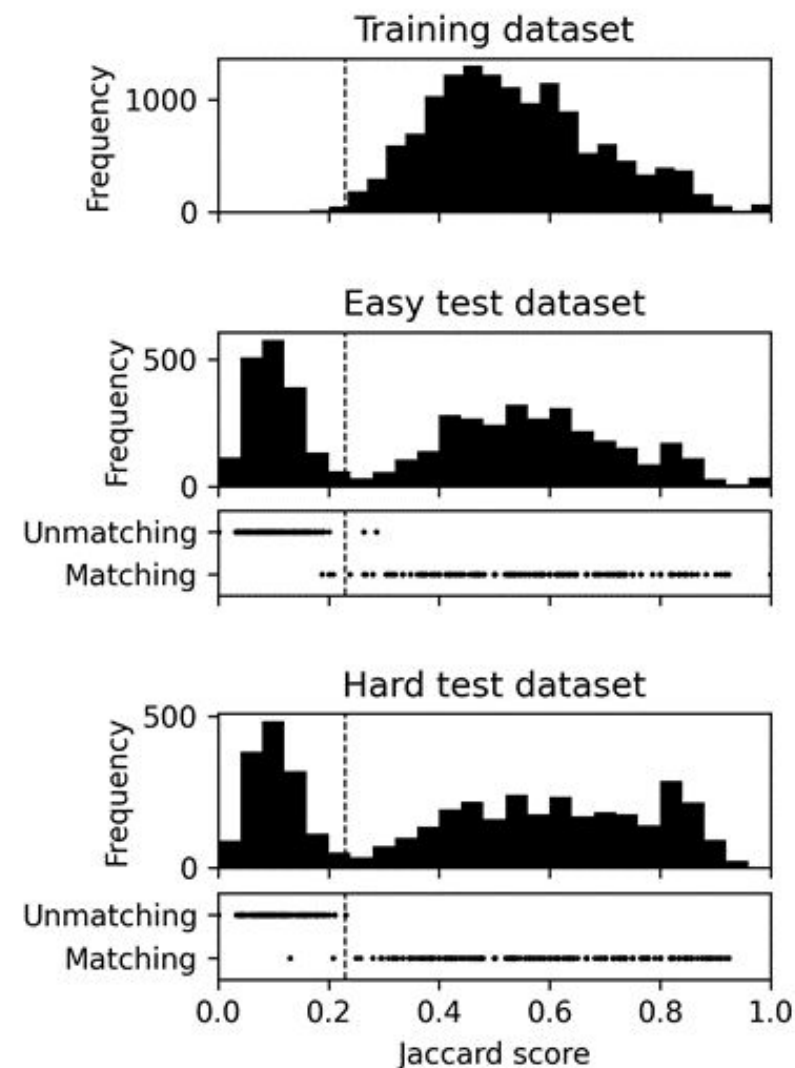 Training dataset
Frequency
1000
0
Easy test dataset
Frequency
500
0
Unmatching
Matching
Hard test dataset
Frequency
500
0
Unmatching
Matching
0.0 0.2 0.4 0.6 0.8 1.0
Jaccard score